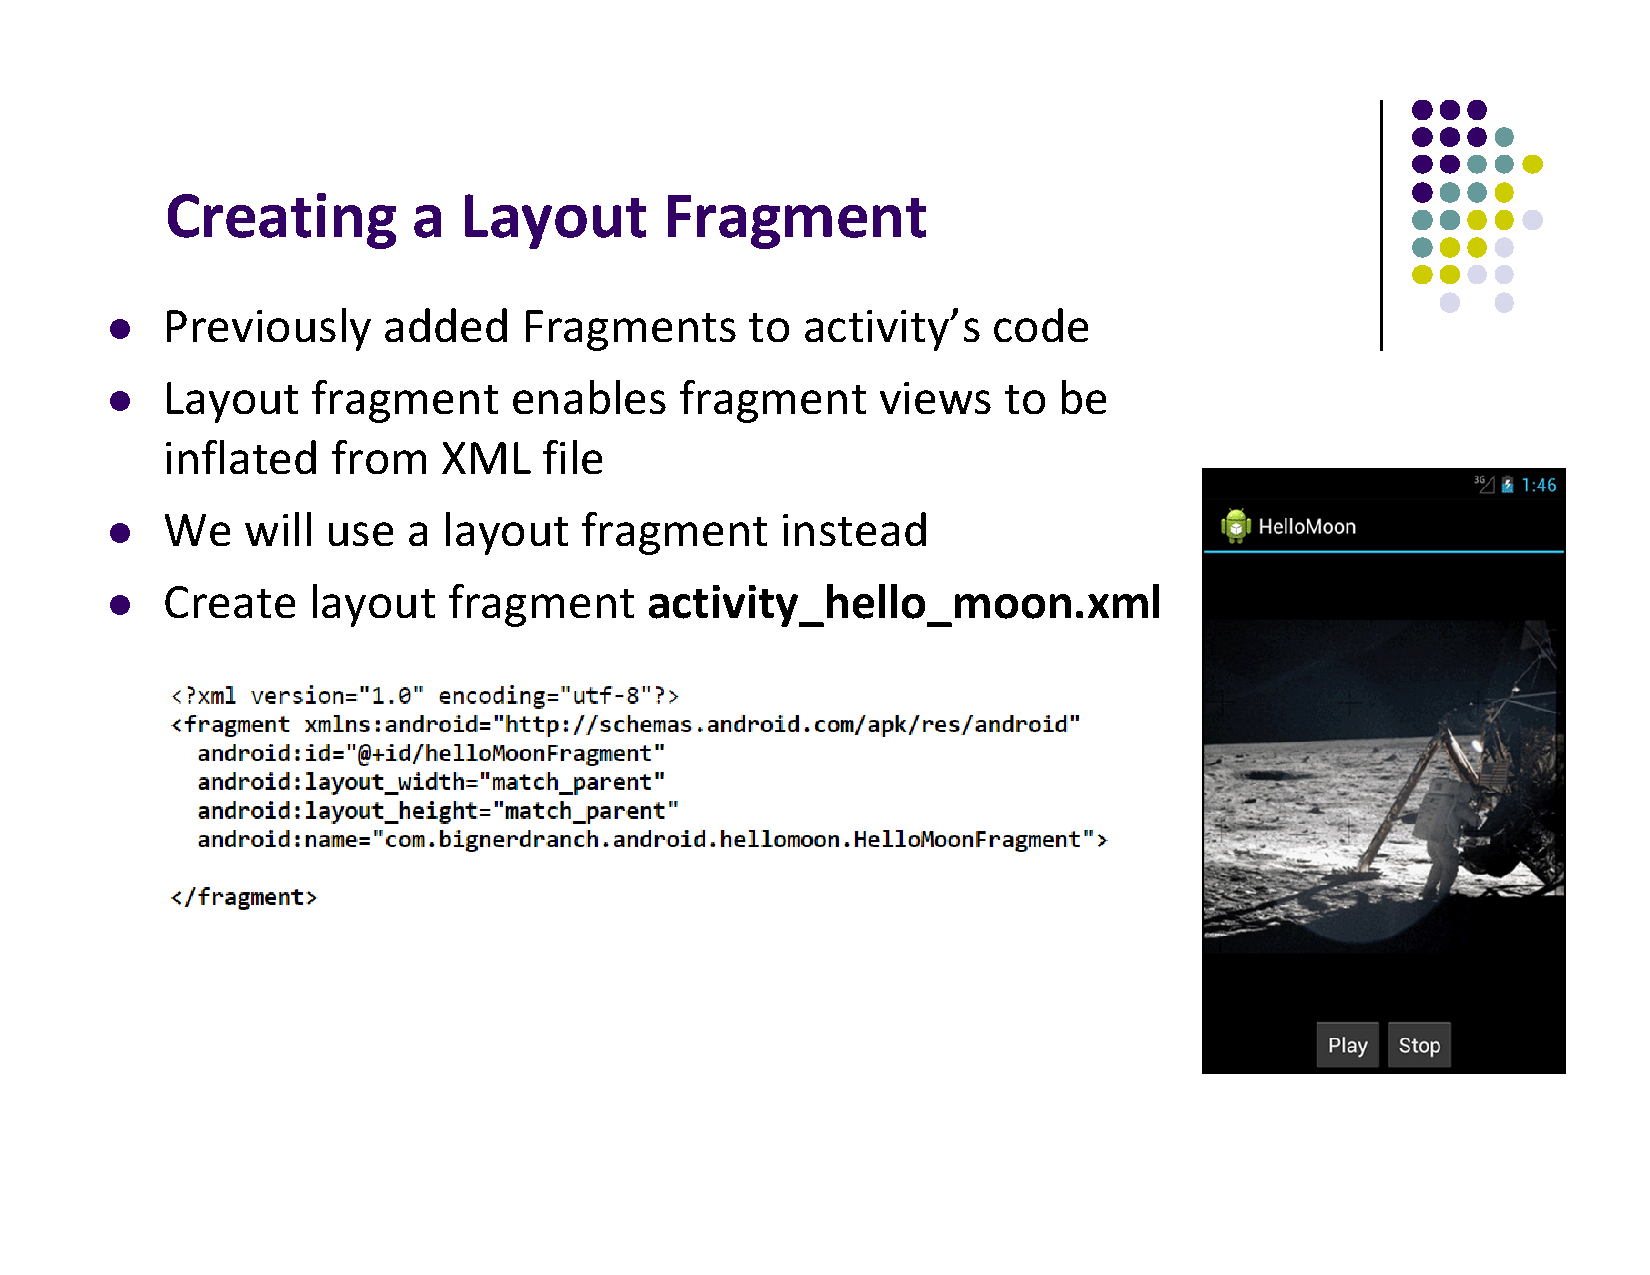 Creating a Layout Fragment
Previously added Fragments to activity’s code
Layout fragment enables fragment views to be
inflated from XML file
We will use a layout fragment instead
Create layout fragment activity_hello_moon.xml
<?xml version="1.0" encoding="utf-8"?>
<fragment xmlns:android="http://schemas.android.com/apk/res/android"
android:id="@+id/helloMoonFragment"
android:layout_width="match_parent"
android:layout_height="match_parent"
android:name="com.bignerdranch.android.hellomoon.HelloMoonFragment">
</fragment>
3G 1:46
HelloMoon
Play Stop